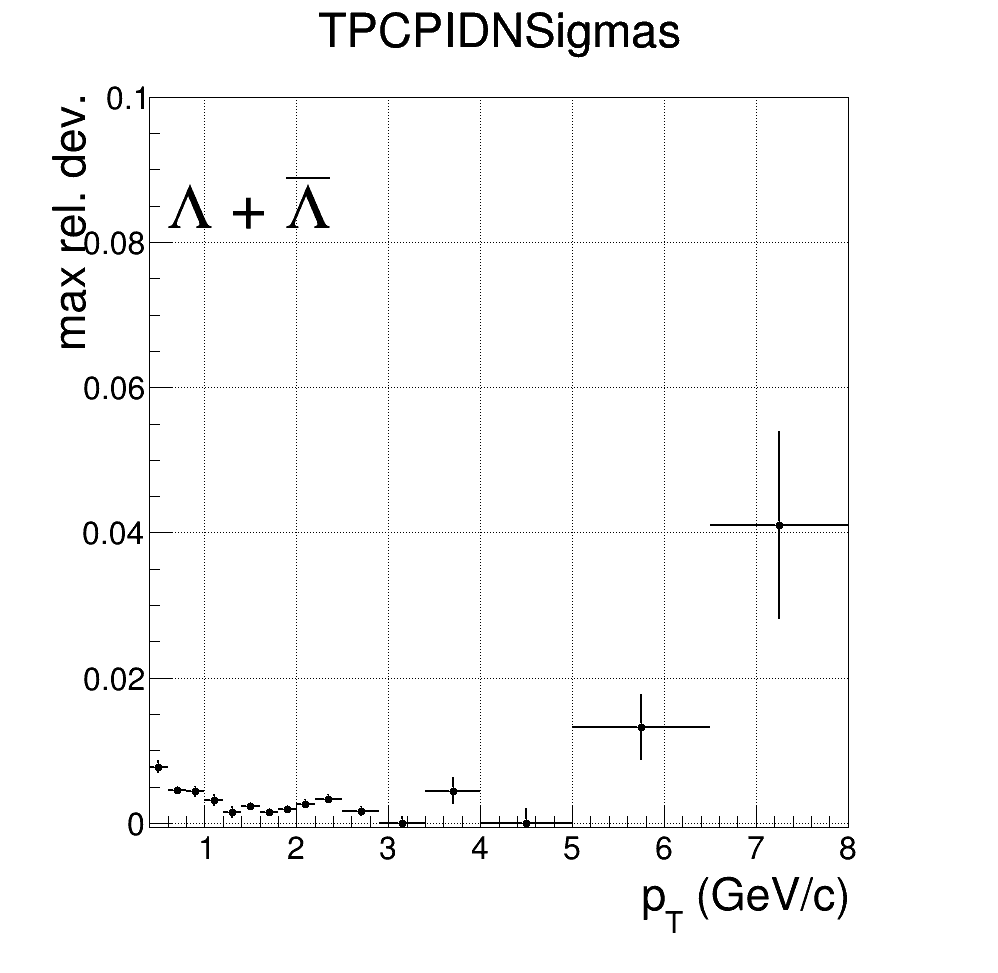 TPCPIDNSigmas
max rel. dev.
0.1
0.08
0.06
0.04
0.02
0
Λ + Λ̅
1 2 3 4 5 6 7 8
p_T (GeV/c)